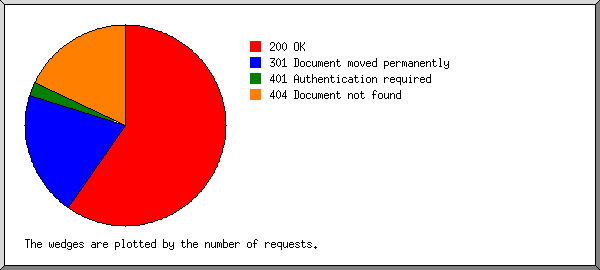 200 OK
301 Document moved permanently
401 Authentication required
404 Document not found
The wedges are plotted by the number of requests.